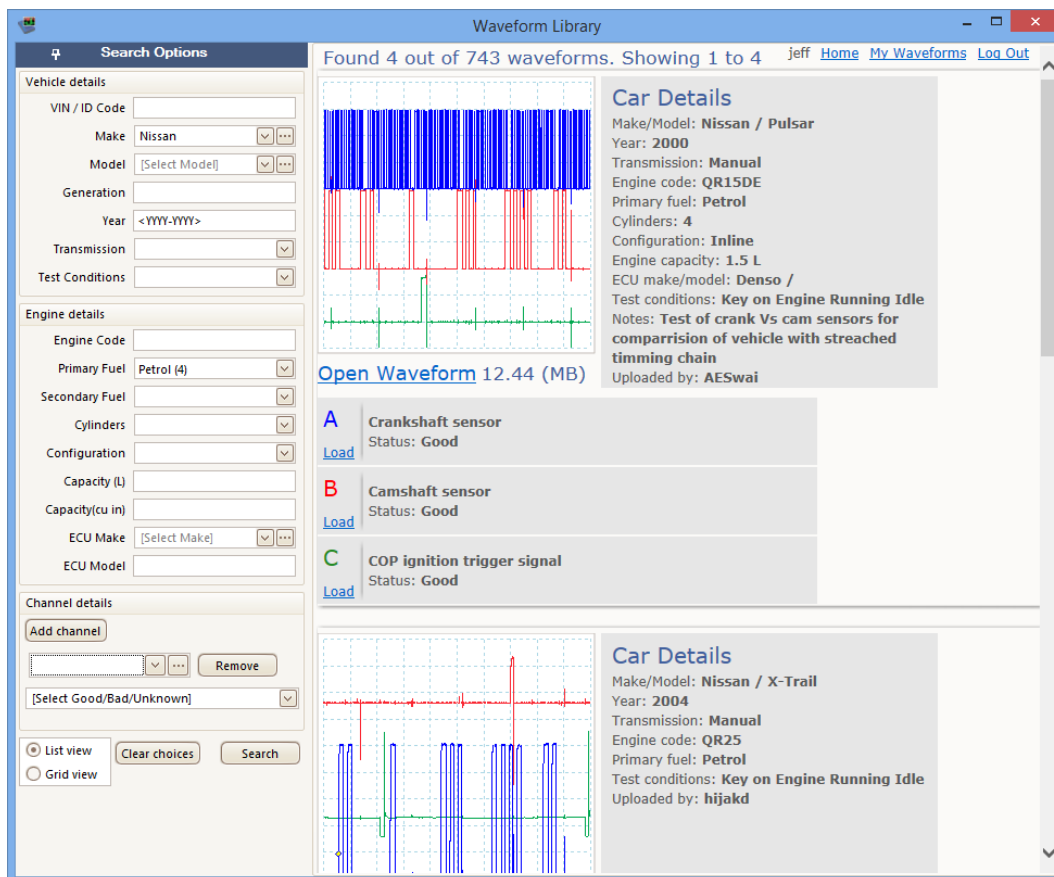 Waveform Library
Search Options
Vehicle details
VIN / ID Code
Make Nissan
Model [Select Model]
Generation
Year <YYYY-YYYY>
Transmission
Test Conditions
Engine details
Engine Code
Primary Fuel Petrol (4)
Secondary Fuel
Cylinders
Configuration
Capacity (L)
Capacity(cu in)
ECU Make [Select Make]
ECU Model
Channel details
Add channel
Remove
[Select Good/Bad/Unknown]
List view
Grid view
Clear choices
Search
Found 4 out of 743 waveforms. Showing 1 to 4
jeff Home My Waveforms Log Out
Car Details
Make/Model: Nissan / Pulsar
Year: 2000
Transmission: Manual
Engine code: QR15DE
Primary fuel: Petrol
Cylinders: 4
Configuration: Inline
Engine capacity: 1.5 L
ECU make/model: Denso /
Test conditions: Key on Engine Running Idle
Notes: Test of crank Vs cam sensors for
comparrision of vehicle with streached
timming chain
Uploaded by: AESwai
Open Waveform 12.44 (MB)
A
Crankshaft sensor
Status: Good
Load
B
Camshaft sensor
Status: Good
Load
C
COP ignition trigger signal
Status: Good
Load
Car Details
Make/Model: Nissan / X-Trail
Year: 2004
Transmission: Manual
Engine code: QR25
Primary fuel: Petrol
Test conditions: Key on Engine Running Idle
Uploaded by: hijakd